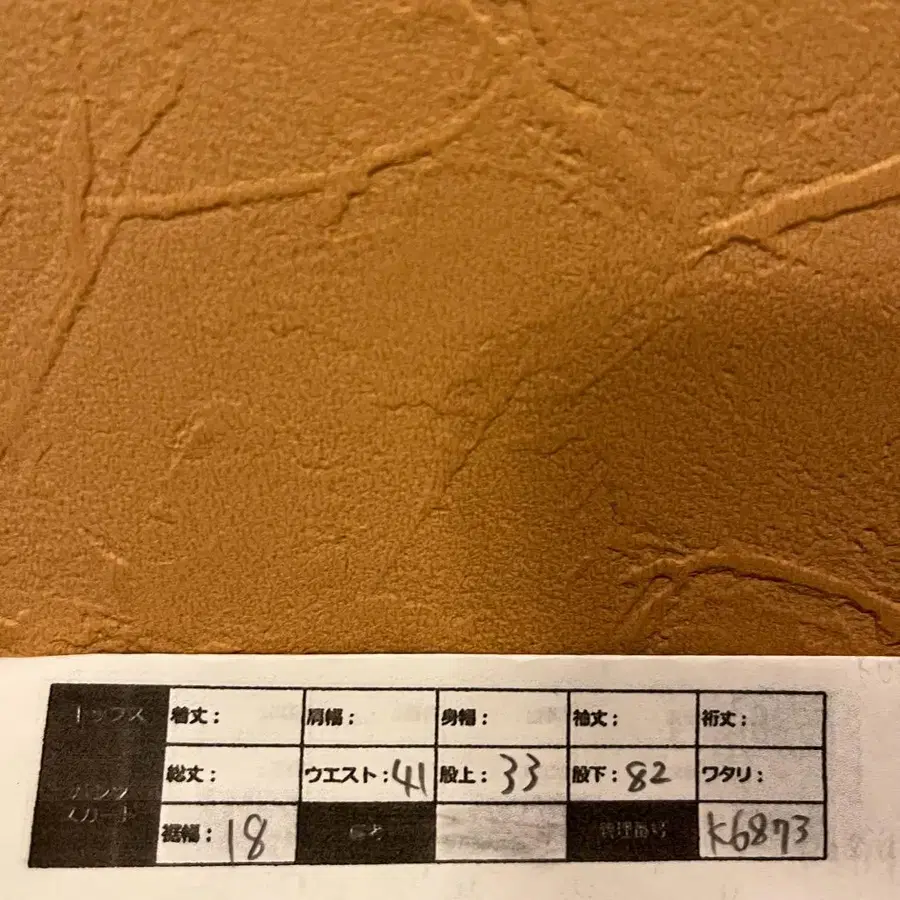 トップス 着丈： 肩幅： 身幅： 袖丈： 裄丈：
パンツ 総丈： ウエスト：41 股上：33 股下：82 ワタリ：
スカート 裾幅：18 備考 管理番号 K6873